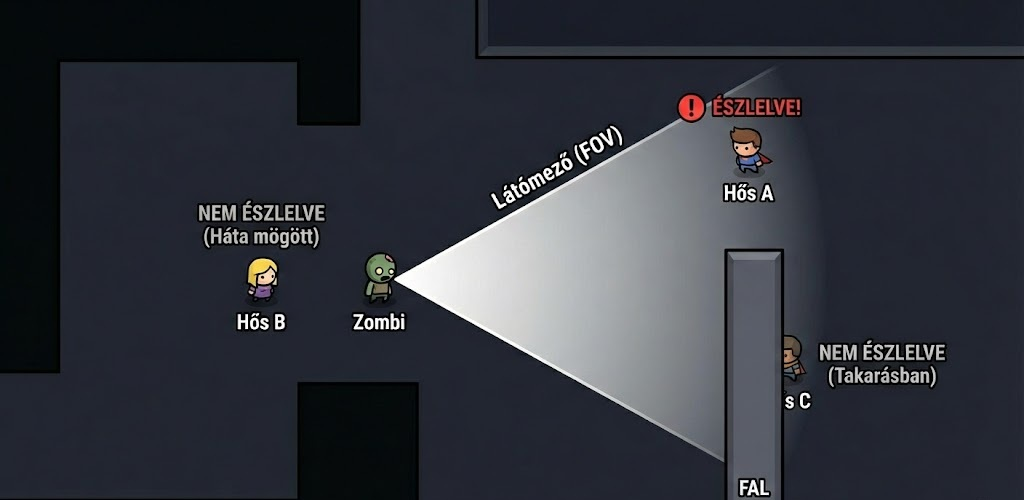 ! ÉSZLELVE!
Látómező (FOV)
Hős A
NEM ÉSZLELVE
(Háta mögött)
Hős B
Zombi
NEM ÉSZLELVE
(Takarásban)
s C
FAL